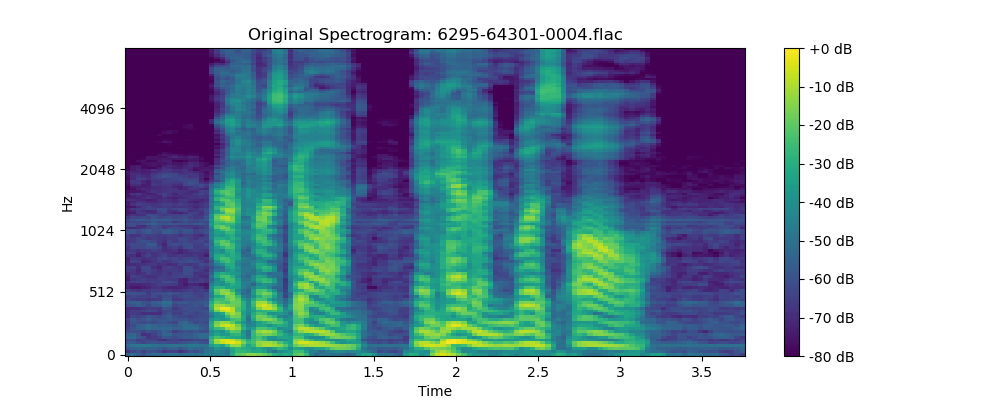 Original Spectrogram: 6295-64301-0004.flac
Hz
4096
2048
1024
512
0
0
0.5
1
1.5
2
2.5
3
3.5
Time
+0 dB
-10 dB
-20 dB
-30 dB
-40 dB
-50 dB
-60 dB
-70 dB
-80 dB